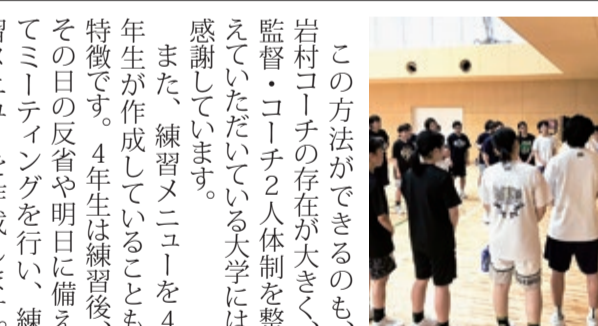 この方法ができるのも、
岩村コーチの存在が大きく、
監督・コーチ2人体制を整
えていただいている大学には
感謝しています。
また、練習メニューを4
年生が作成していることも
特徴です。4年生は練習後、
その日の反省や明日に備え
てミーティングを行い、練